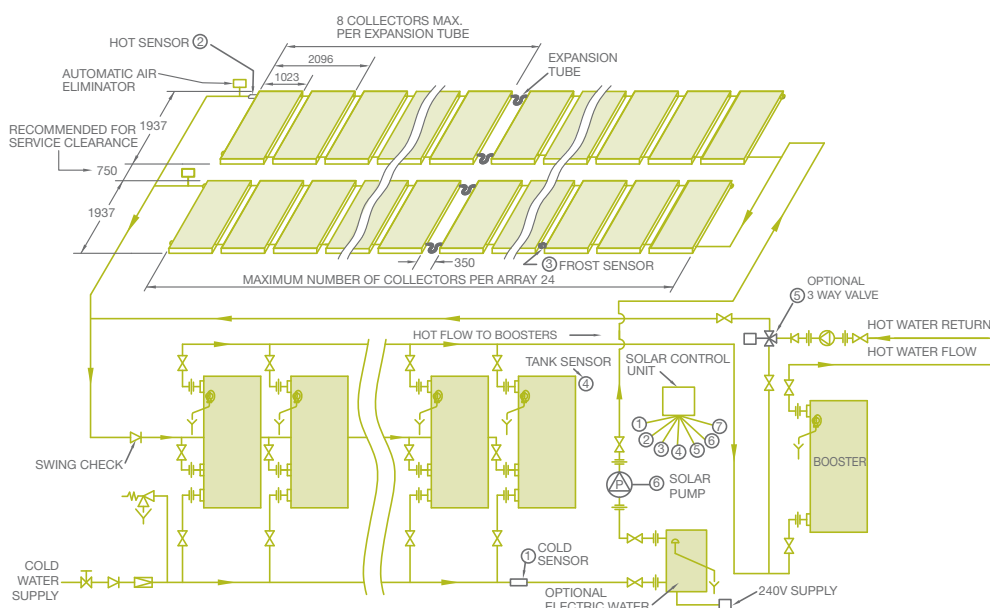 8 COLLECTORS MAX.
PER EXPANSION TUBE
HOT SENSOR 2
2096
EXPANSION
TUBE
AUTOMATIC AIR
ELIMINATOR
1023
1937
RECOMMENDED FOR
SERVICE CLEARANCE
750
1937
350
3 FROST SENSOR
MAXIMUM NUMBER OF COLLECTORS PER ARRAY 24
OPTIONAL
5 3 WAY VALVE
HOT FLOW TO BOOSTERS
HOT WATER RETURN
HOT WATER FLOW
TANK SENSOR
4
SOLAR CONTROL
UNIT
1
2
3
4
5
6
7
SWING CHECK
BOOSTER
P
6 SOLAR
PUMP
1 COLD
SENSOR
COLD
WATER
SUPPLY
OPTIONAL
ELECTRIC WATER
240V SUPPLY